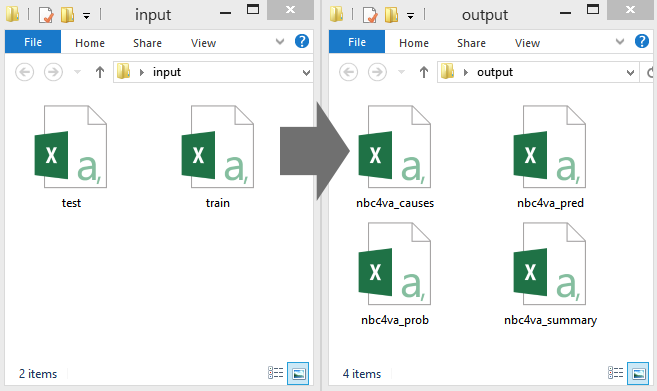 input
File Home Share View
input
X a,
test
X a,
train
2 items
output
File Home Share View
output
X a,
nbc4va_causes
X a,
nbc4va_pred
X a,
nbc4va_prob
X a,
nbc4va_summary
4 items